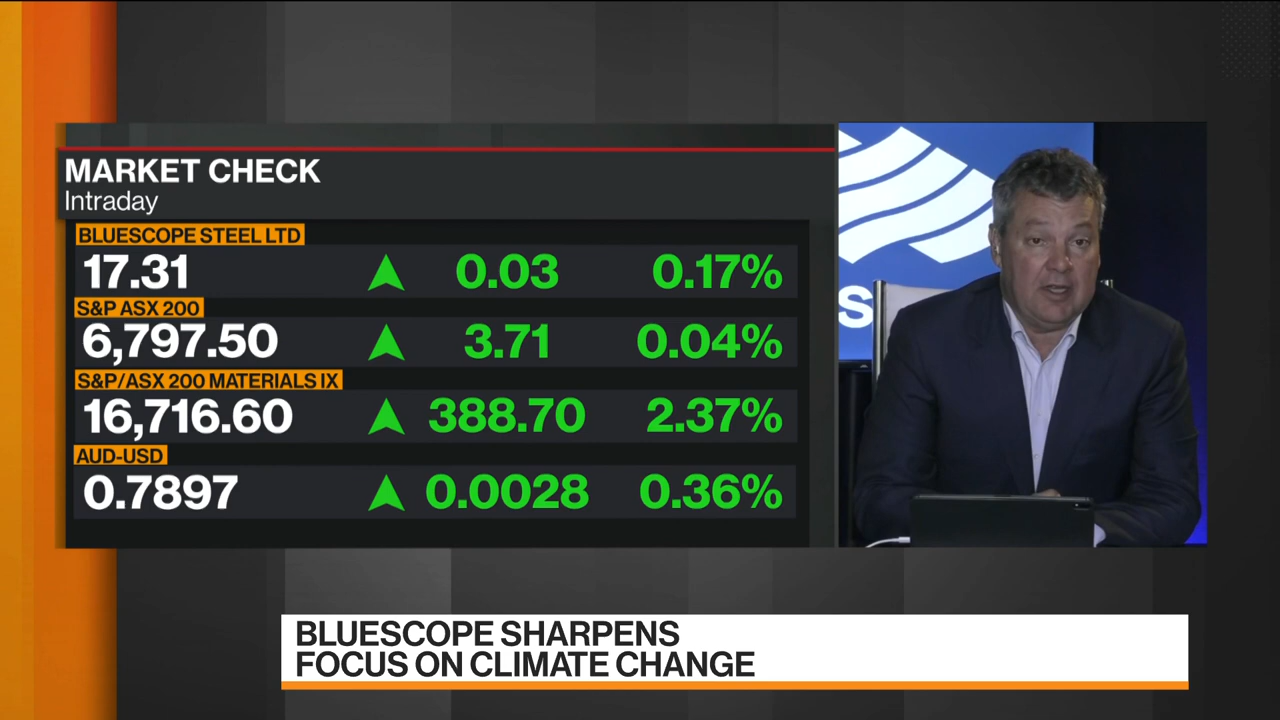 MARKET CHECK
Intraday
BLUESCOPE STEEL LTD
17.31 ▲ 0.03 0.17%
S&P ASX 200
6,797.50 ▲ 3.71 0.04%
S&P/ASX 200 MATERIALS IX
16,716.60 ▲ 388.70 2.37%
AUD-USD
0.7897 ▲ 0.0028 0.36%
S
BLUESCOPE SHARPENS
FOCUS ON CLIMATE CHANGE